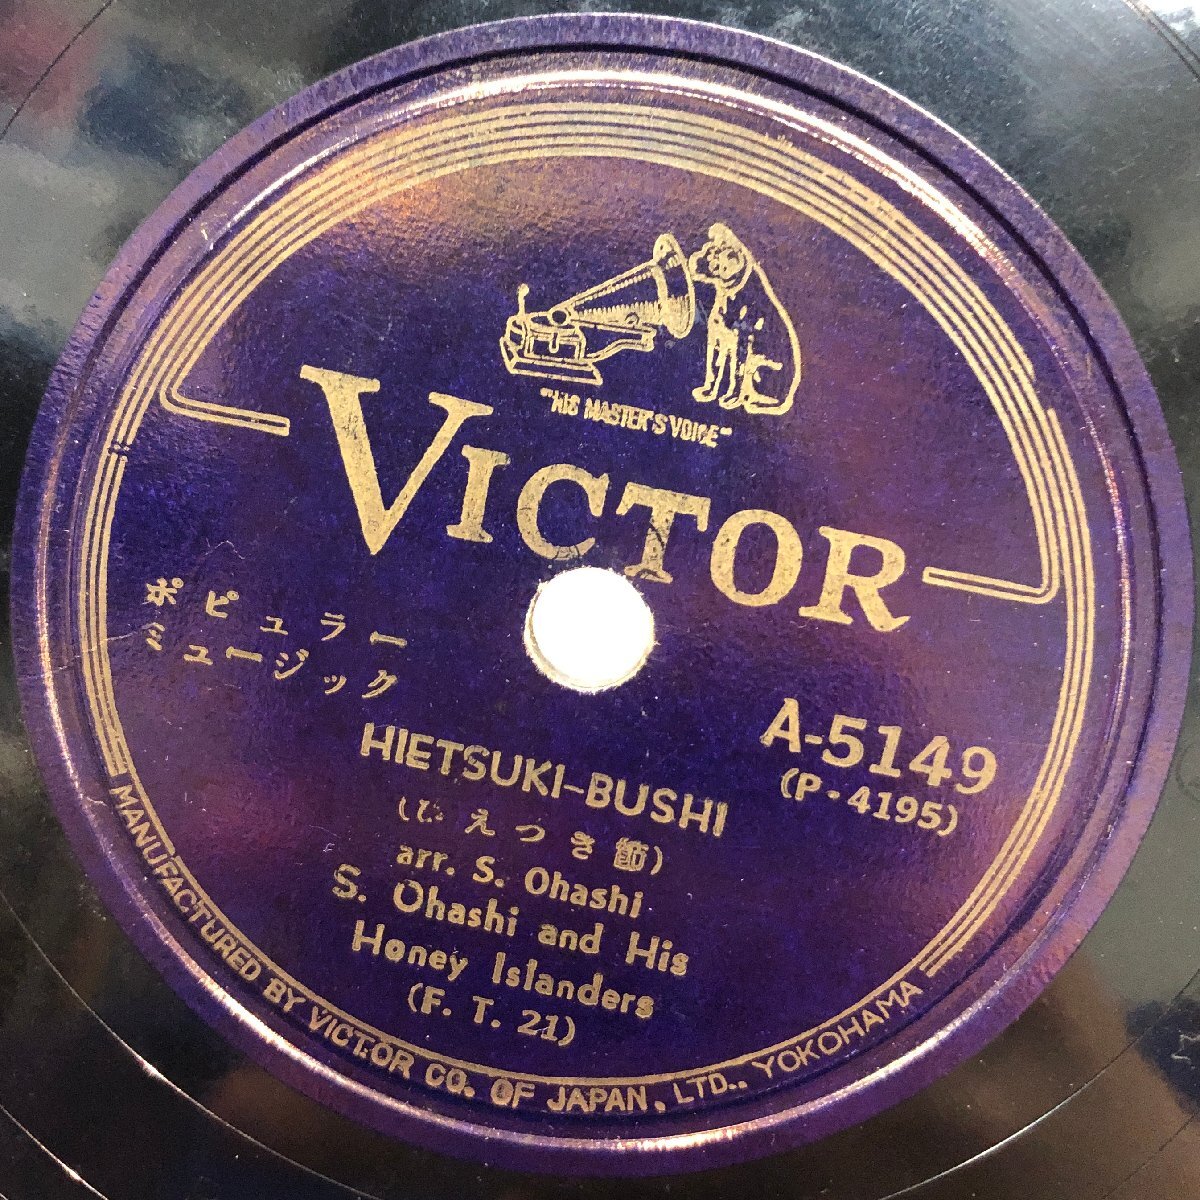 "HIS MASTER'S VOICE"
VICTOR
ポピュラー
ミュージック
A-5149
(P·4195)
HIETSUKI-BUSHI
(ひえつき節)
arr. S. Ohashi
S. Ohashi and His
Honey Islanders
(F. T. 21)
MANUFACTURED BY VICTOR CO. OF JAPAN, LTD., YOKOHAMA